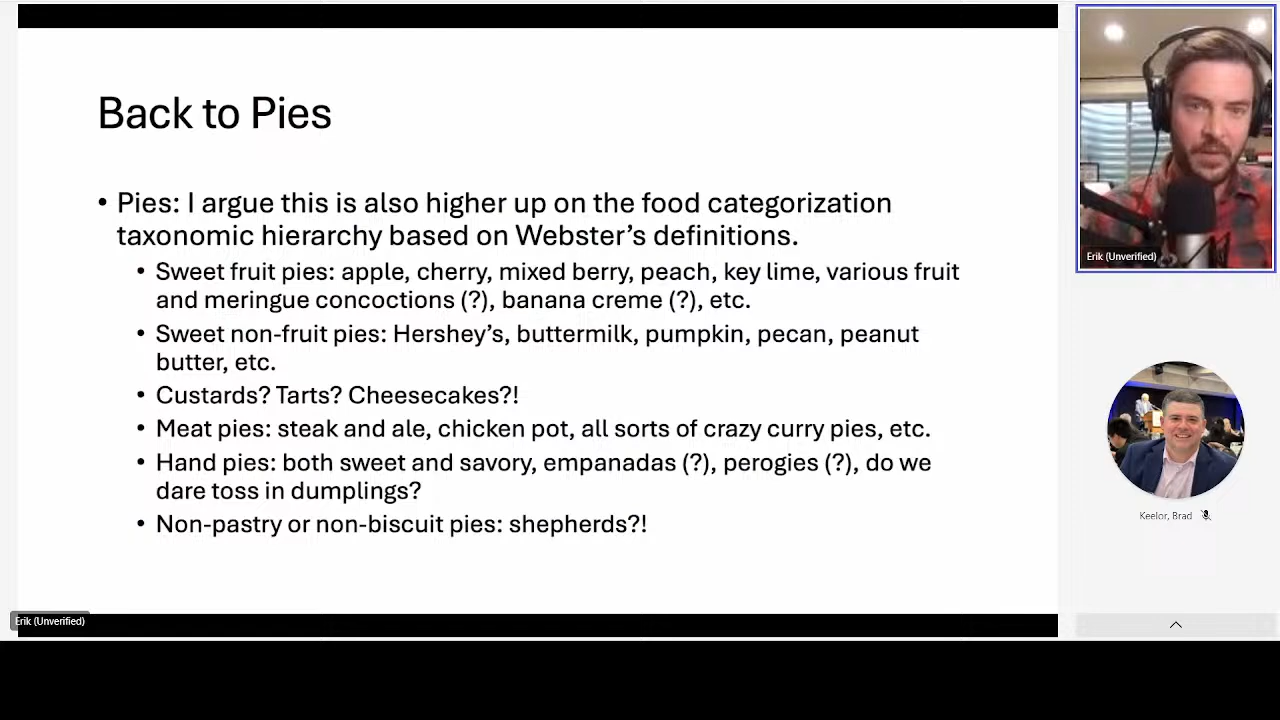 Back to Pies
• Pies: I argue this is also higher up on the food categorization
taxonomic hierarchy based on Webster’s definitions.
• Sweet fruit pies: apple, cherry, mixed berry, peach, key lime, various fruit
and meringue concoctions (?), banana creme (?), etc.
• Sweet non-fruit pies: Hershey’s, buttermilk, pumpkin, pecan, peanut
butter, etc.
• Custards? Tarts? Cheesecakes?!
• Meat pies: steak and ale, chicken pot, all sorts of crazy curry pies, etc.
• Hand pies: both sweet and savory, empanadas (?), perogies (?), do we
dare toss in dumplings?
• Non-pastry or non-biscuit pies: shepherds?!
Erik (Unverified)
Erik (Unverified)
Keelor, Brad